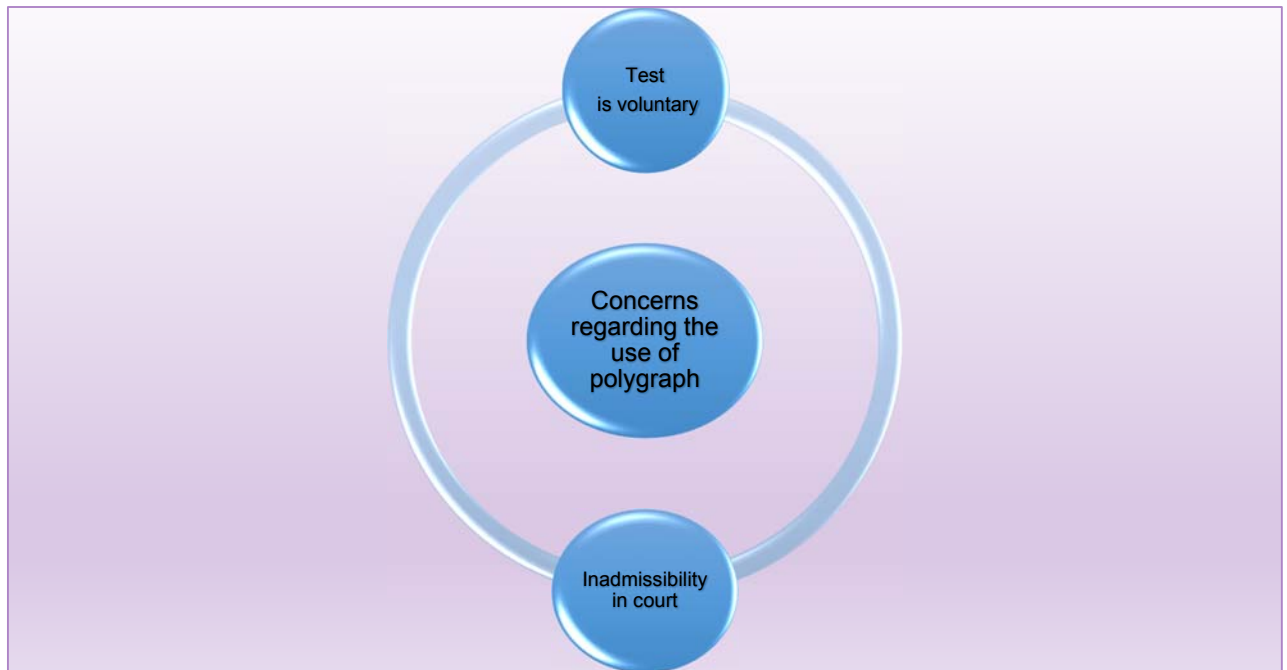 Test
is voluntary
Concerns
regarding the
use of
polygraph
Inadmissibility
in court